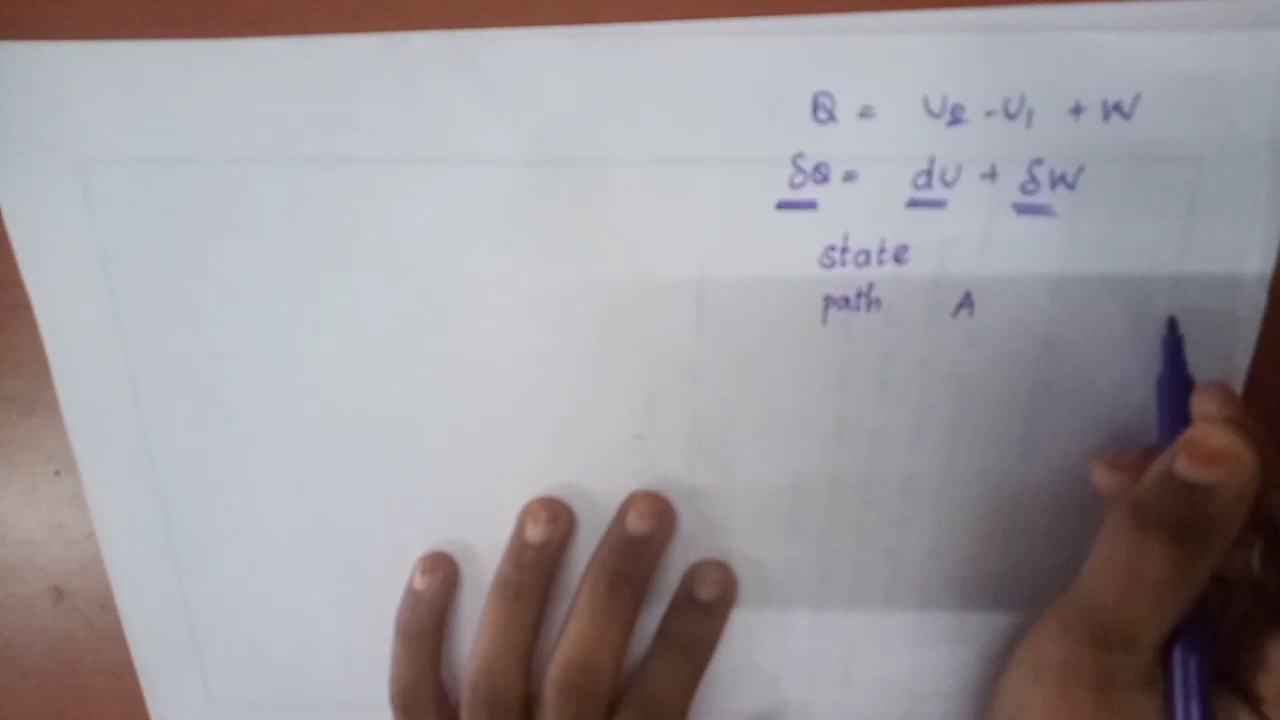 Q = U2 - U1 + W
δQ = dU + δW
state
path A